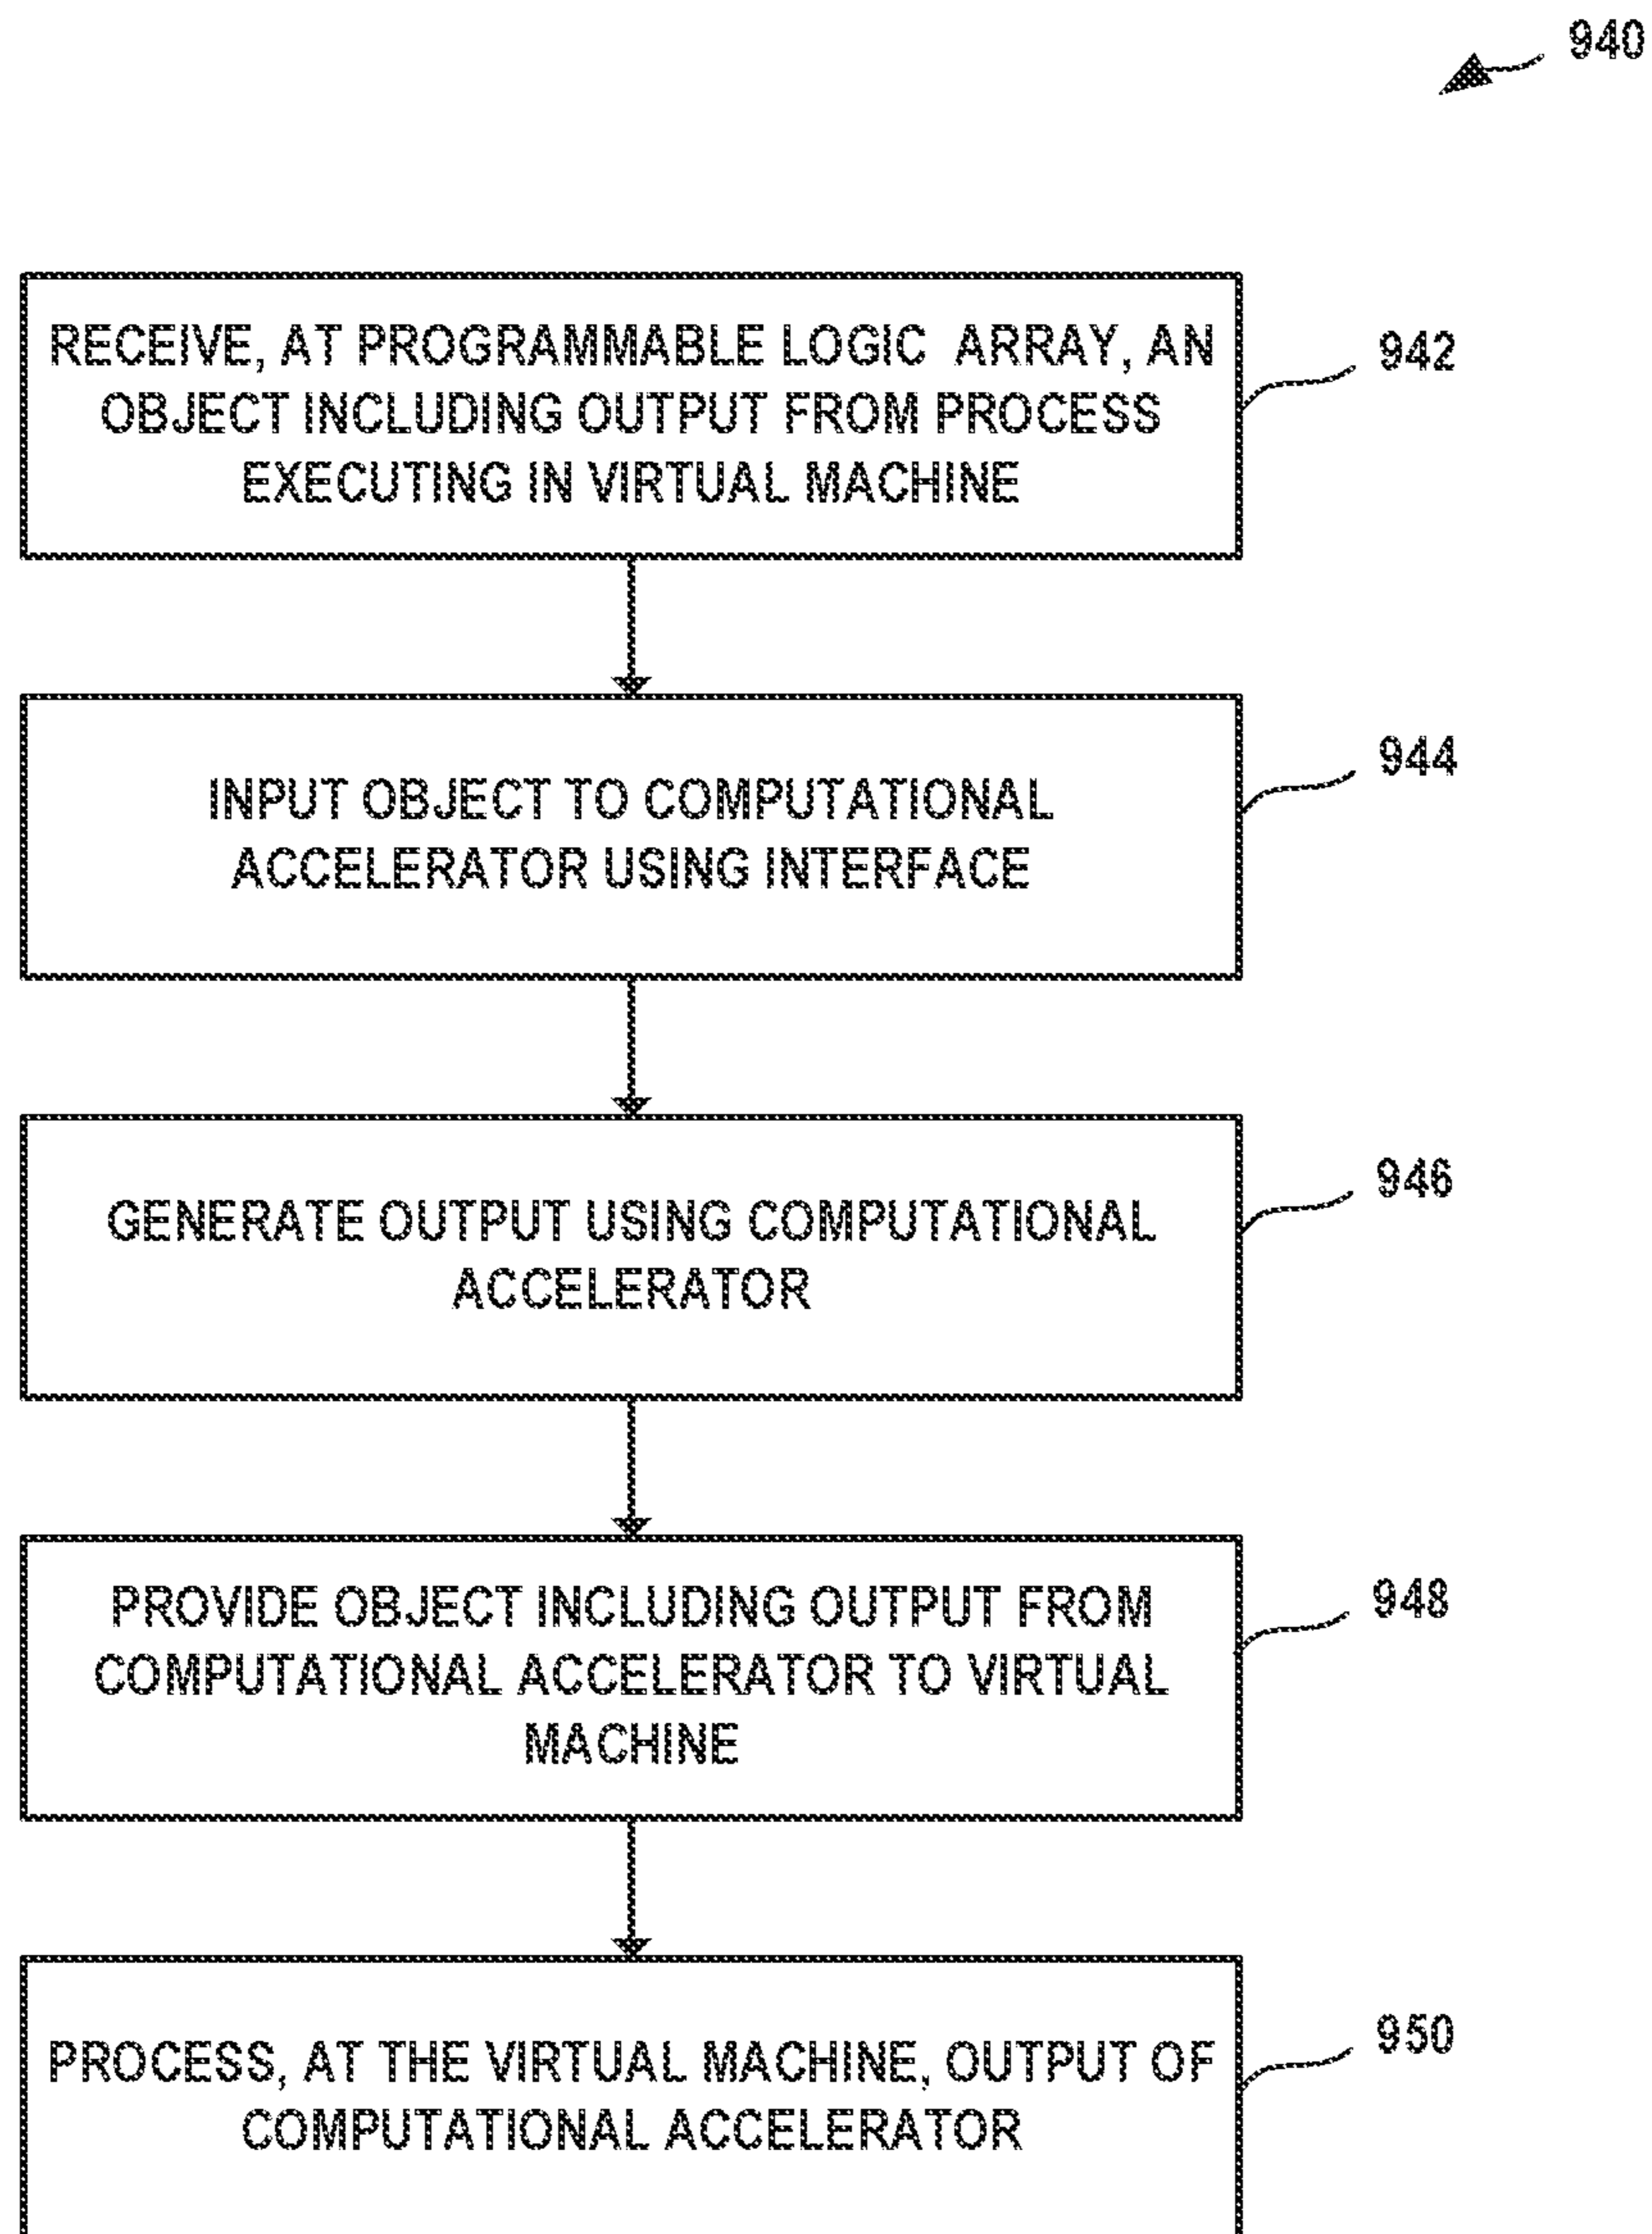 940
RECEIVE, AT PROGRAMMABLE LOGIC ARRAY, AN
OBJECT INCLUDING OUTPUT FROM PROCESS
EXECUTING IN VIRTUAL MACHINE
942
INPUT OBJECT TO COMPUTATIONAL
ACCELERATOR USING INTERFACE
944
GENERATE OUTPUT USING COMPUTATIONAL
ACCELERATOR
946
PROVIDE OBJECT INCLUDING OUTPUT FROM
COMPUTATIONAL ACCELERATOR TO VIRTUAL
MACHINE
948
PROCESS, AT THE VIRTUAL MACHINE, OUTPUT OF
COMPUTATIONAL ACCELERATOR
950